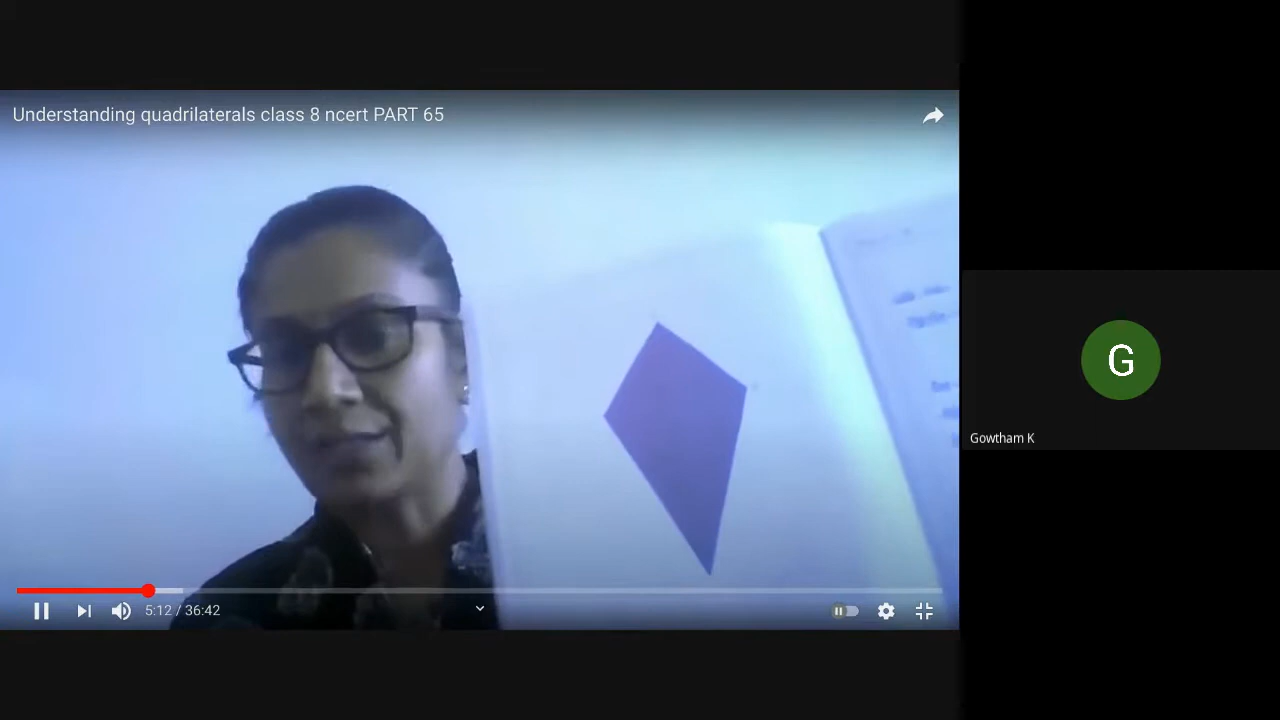 Understanding quadrilaterals class 8 ncert PART 65
G
Gowtham K
5:12 / 36:42